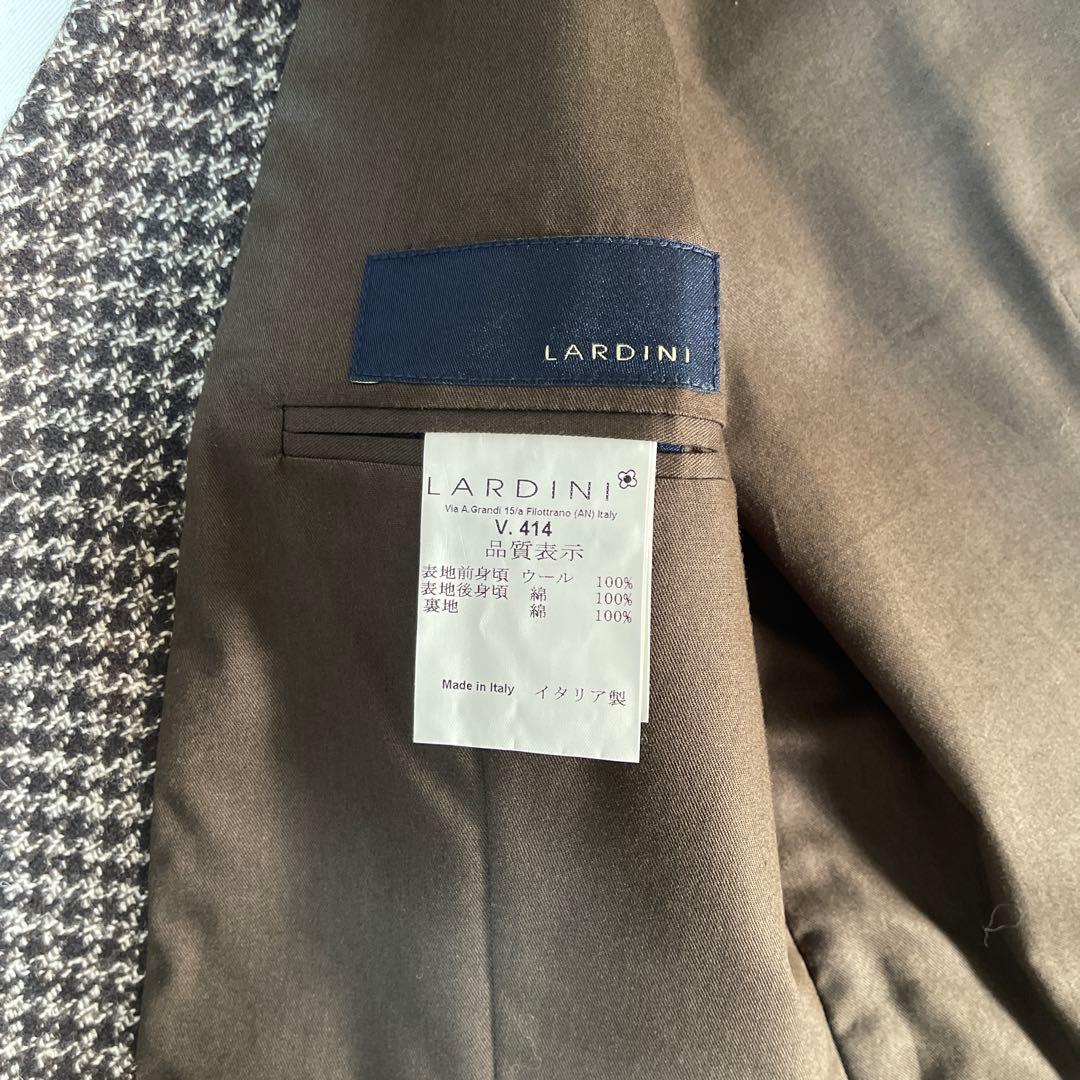 LARDINI
LARDINI
Via A.Grandi 15/a Filottrano (AN) Italy
V. 414
品質表示
表地前身頃 ウール 100%
表地後身頃 綿 100%
裏地 綿 100%
Made in Italy イタリア製